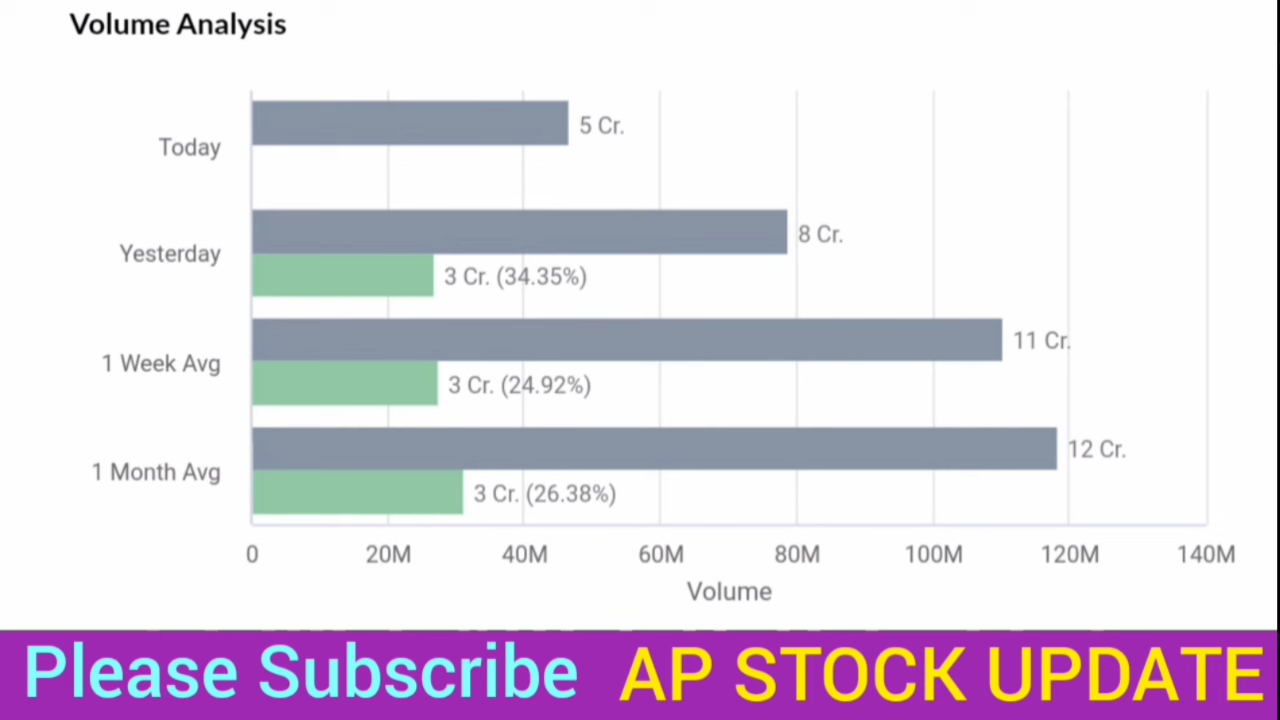 Volume Analysis
Today
5 Cr.
Yesterday
8 Cr.
3 Cr. (34.35%)
1 Week Avg
11 Cr.
3 Cr. (24.92%)
1 Month Avg
12 Cr.
3 Cr. (26.38%)
0 20M 40M 60M 80M 100M 120M 140M
Volume
Please Subscribe AP STOCK UPDATE